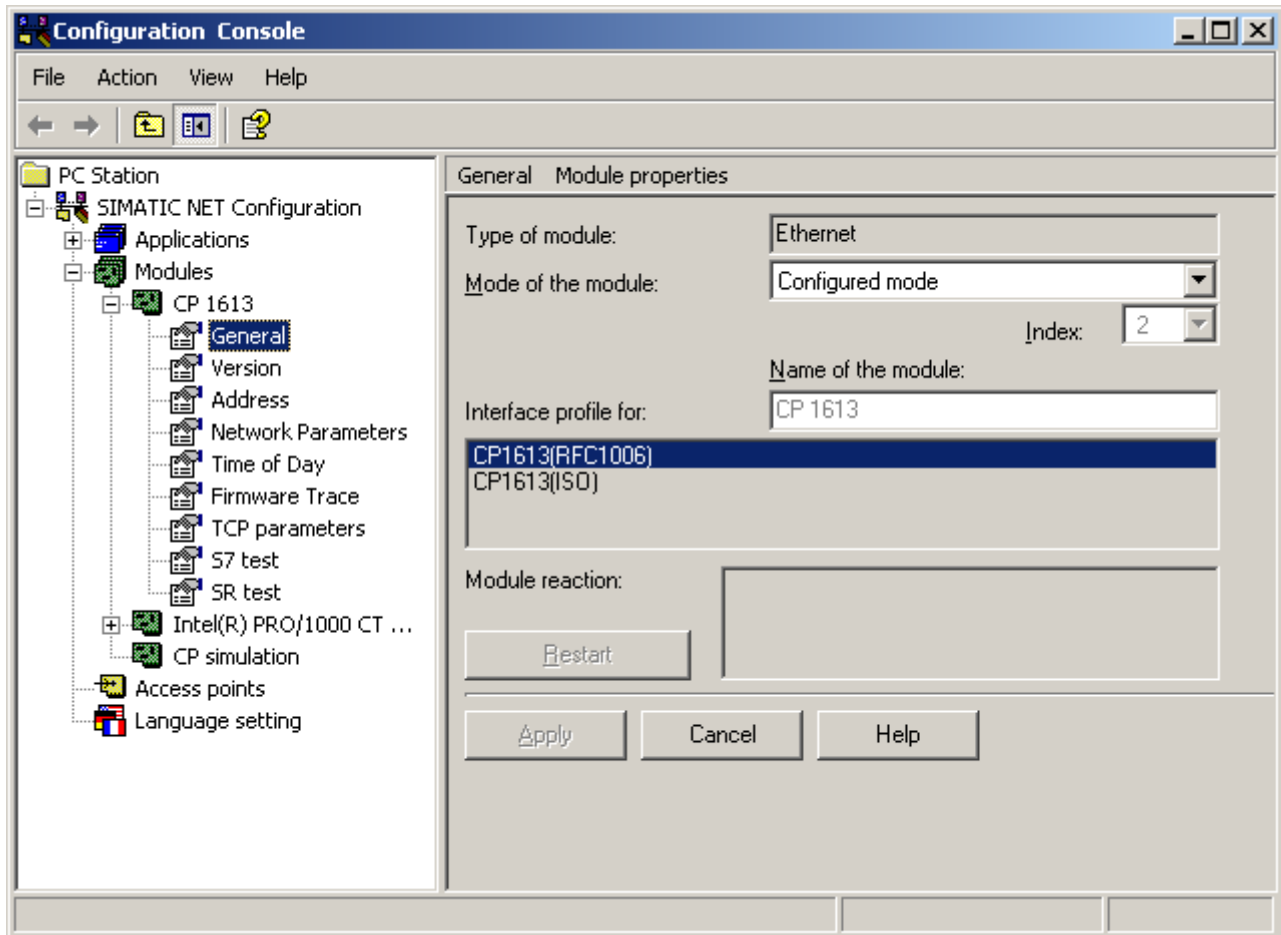 Configuration Console
File Action View Help
PC Station
SIMATIC NET Configuration
Applications
Modules
CP 1613
General
Version
Address
Network Parameters
Time of Day
Firmware Trace
TCP parameters
S7 test
SR test
Intel(R) PRO/1000 CT ...
CP simulation
Access points
Language setting
General Module properties
Type of module: Ethernet
Mode of the module: Configured mode
Index: 2
Name of the module:
Interface profile for: CP 1613
CP1613(RFC1006)
CP1613(ISO)
Module reaction:
Restart
Apply Cancel Help